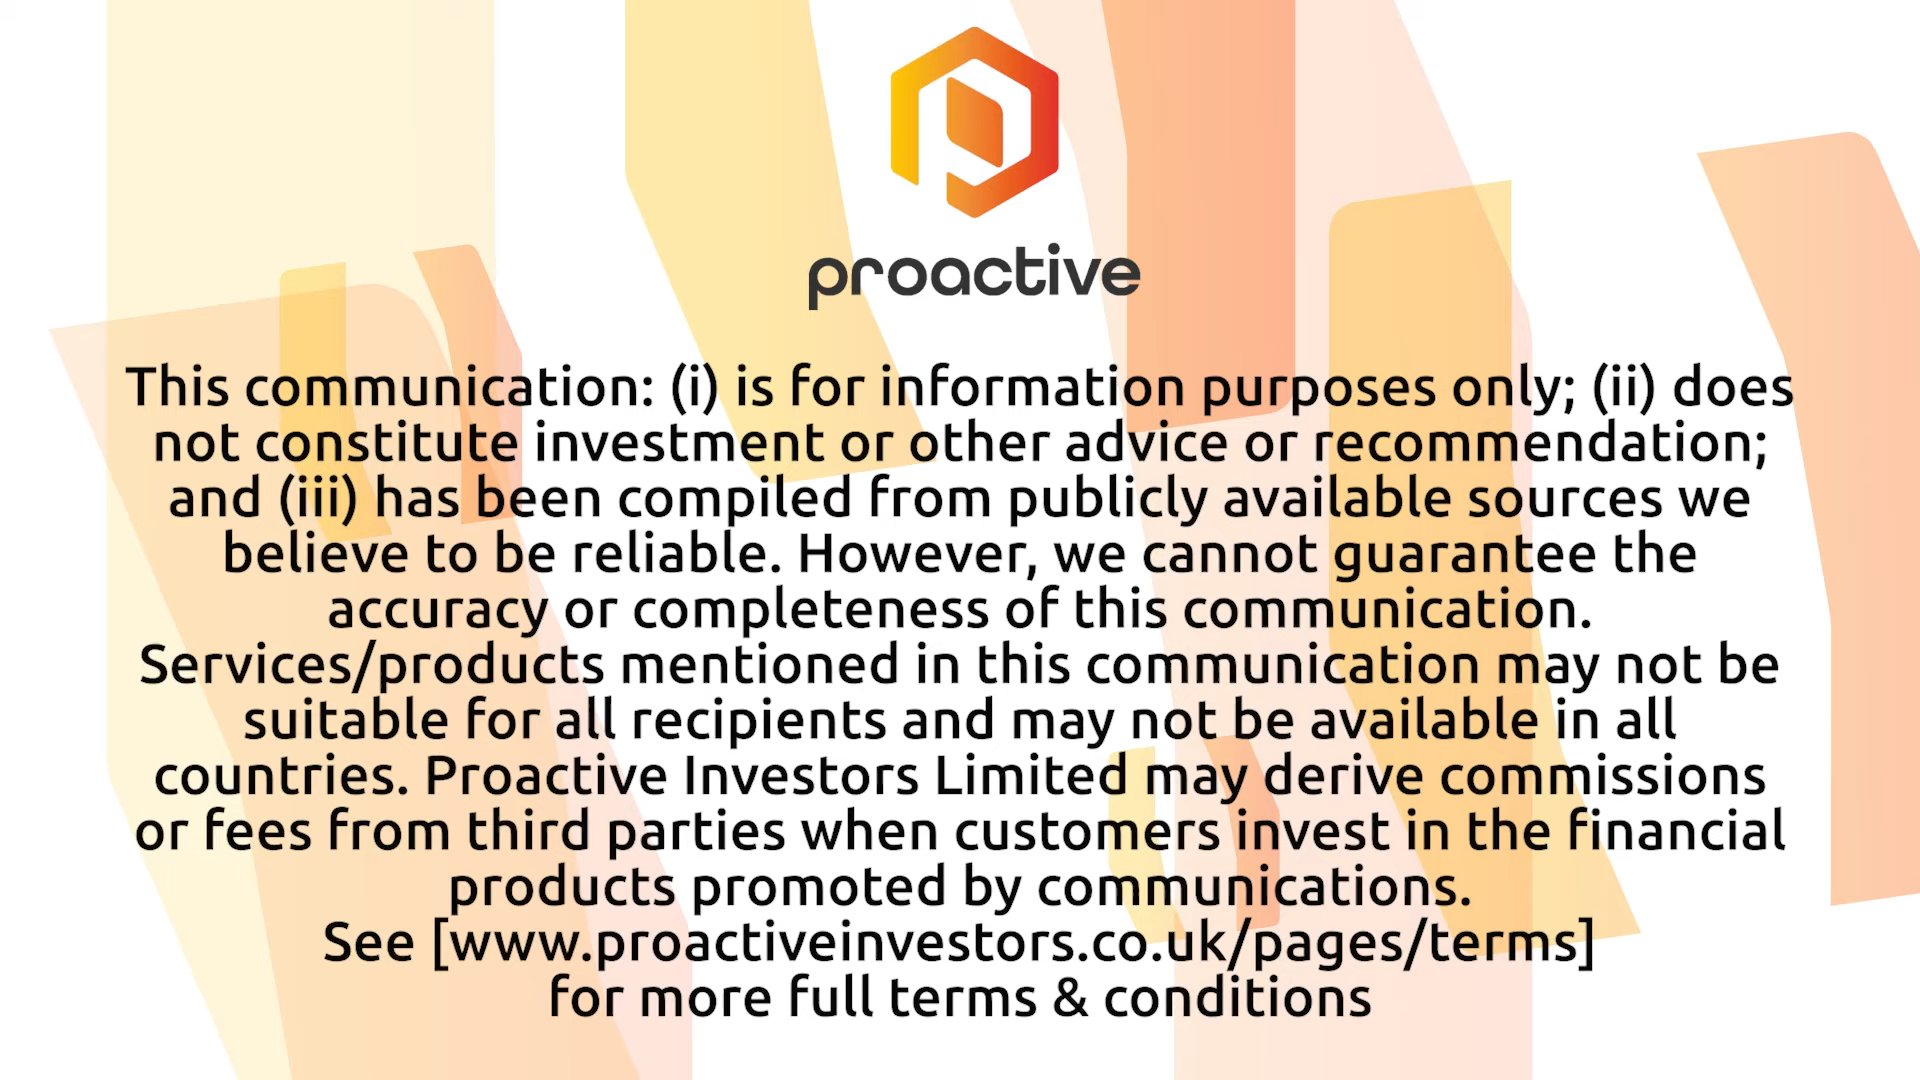 proactive
This communication: (i) is for information purposes only; (ii) does
not constitute investment or other advice or recommendation;
and (iii) has been compiled from publicly available sources we
believe to be reliable. However, we cannot guarantee the
accuracy or completeness of this communication.
Services/products mentioned in this communication may not be
suitable for all recipients and may not be available in all
countries. Proactive Investors Limited may derive commissions
or fees from third parties when customers invest in the financial
products promoted by communications.
See [www.proactiveinvestors.co.uk/pages/terms]
for more full terms & conditions